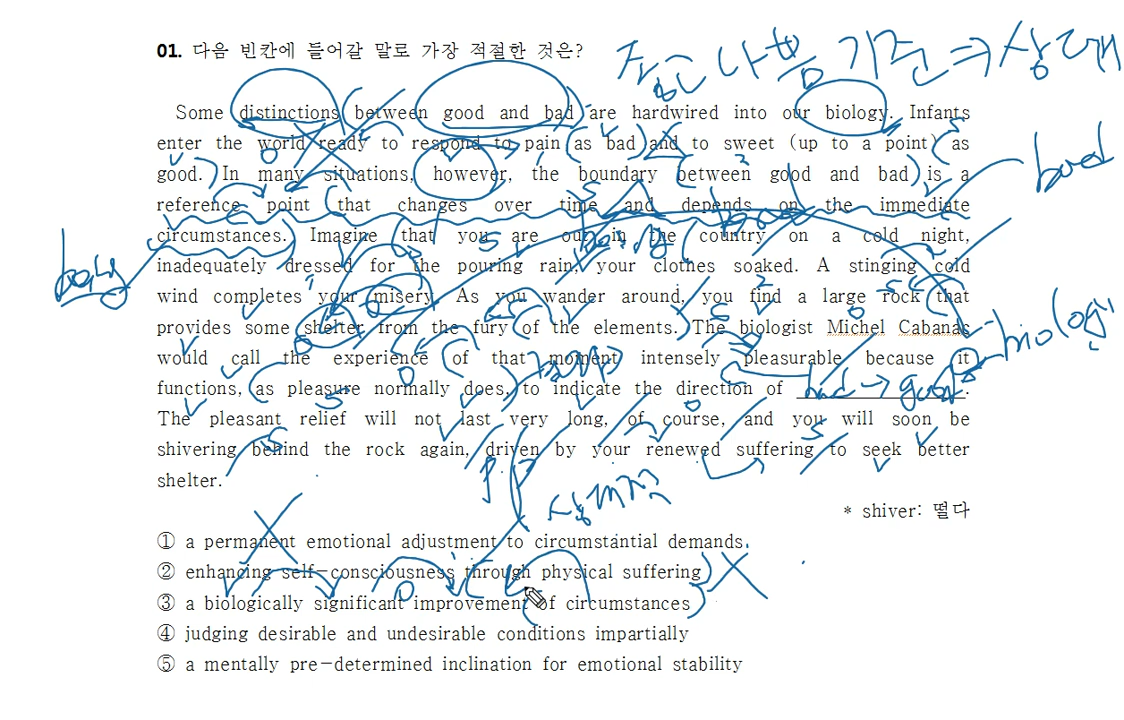 01. 다음 빈칸에 들어갈 말로 가장 적절한 것은?
좋고 나쁨 기준 => 상대
Some distinctions between good and bad are hardwired into our biology. Infants
enter the world ready to respond to pain (as bad) and to sweet (up to a point) (as
good.) In many situations, however, the boundary between good and bad is a
reference point that changes over time and depends on the immediate
circumstances. Imagine that you are out in the country on a cold night,
inadequately dressed for the pouring rain, your clothes soaked. A stinging cold
wind completes your misery. As you wander around, you find a large rock that
provides some shelter from the fury of the elements. The biologist Michel Cabanac
would call the experience of that moment intensely pleasurable because it
functions, as pleasure normally does, to indicate the direction of
bad → good
The pleasant relief will not last very long, of course, and you will soon be
shivering behind the rock again, driven by your renewed suffering to seek better
shelter.
* shiver: 떨다
① a permanent emotional adjustment to circumstantial demands.
② enhancing self-consciousness through physical suffering
③ a biologically significant improvement of circumstances
④ judging desirable and undesirable conditions impartially
⑤ a mentally pre-determined inclination for emotional stability